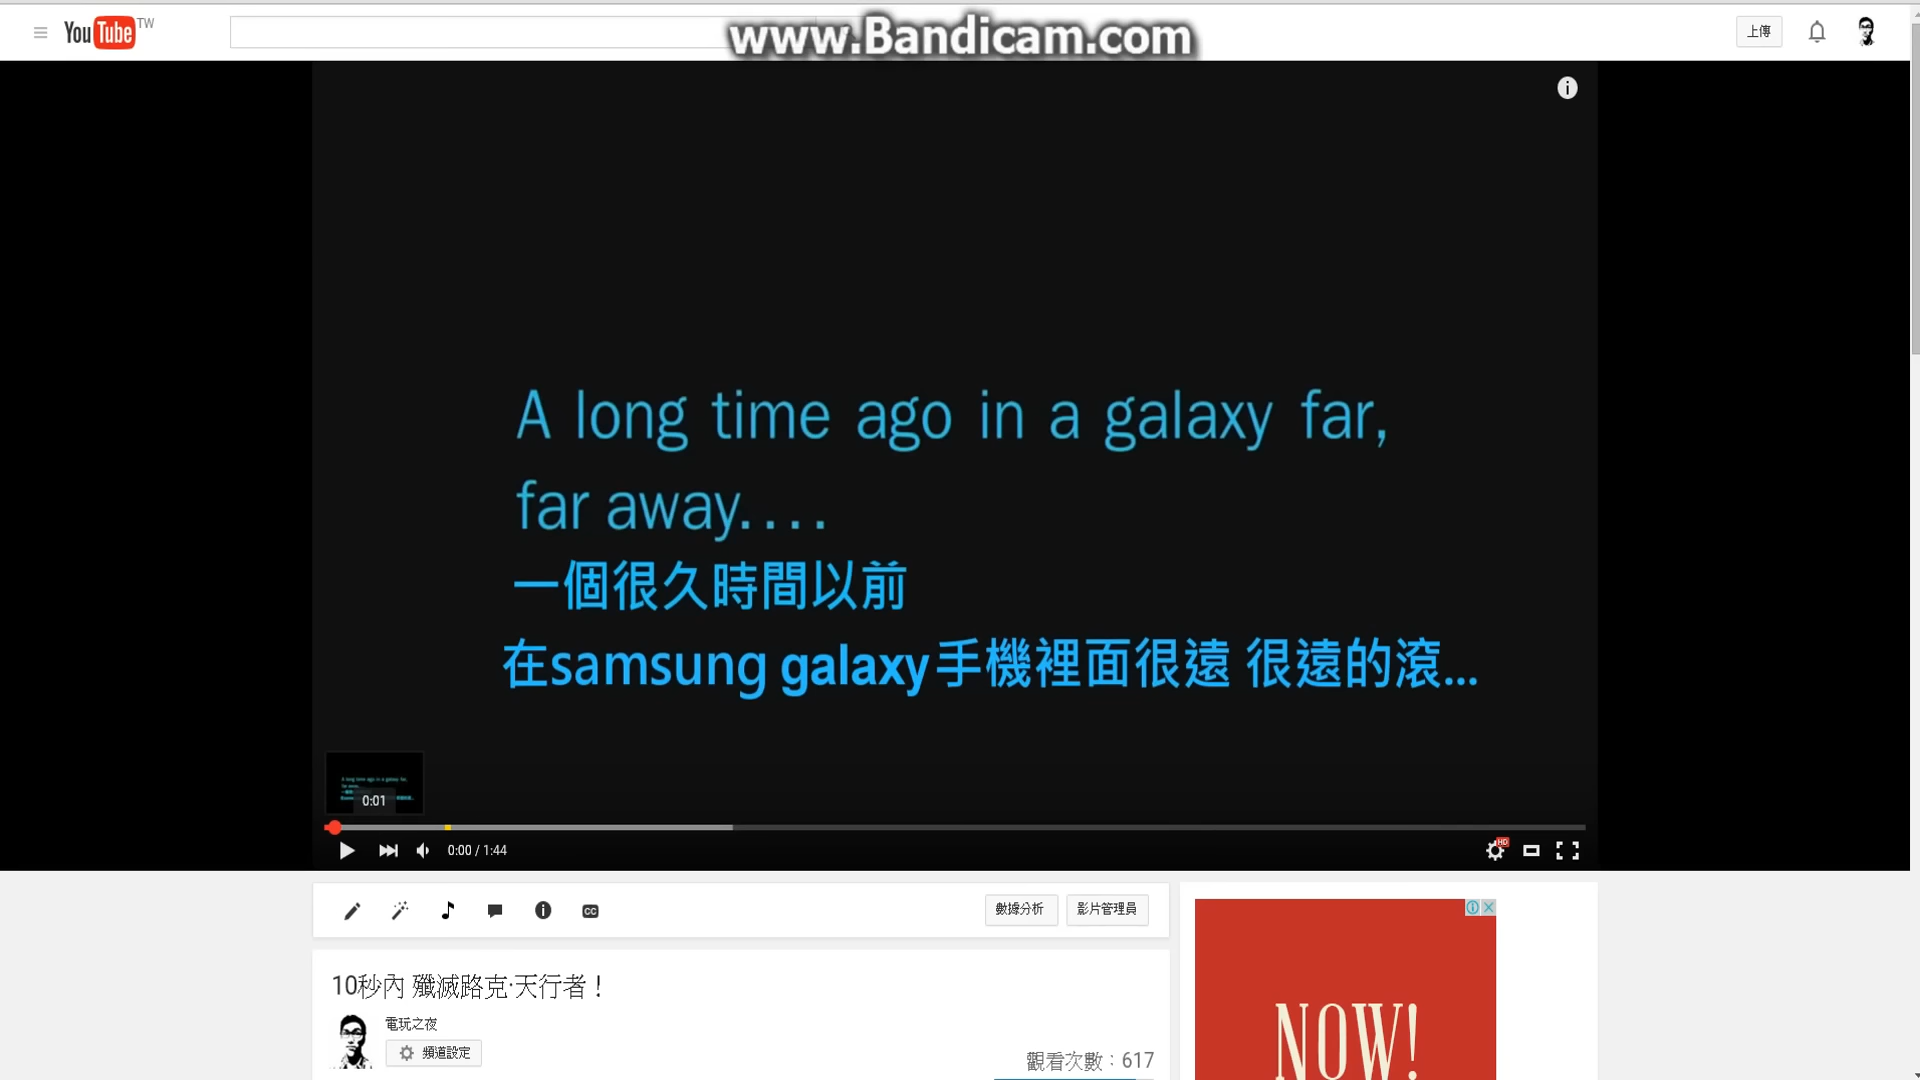 YouTube TW
www.Bandicam.com
上傳
A long time ago in a galaxy far,
far away....
一個很久時間以前
在samsung galaxy手機裡面很遠 很遠的滾...
0:01
0:00 / 1:44
HD
CC
數據分析
影片管理員
10秒內 殲滅路克·天行者！
電玩之夜
頻道設定
觀看次數：617
NOW!